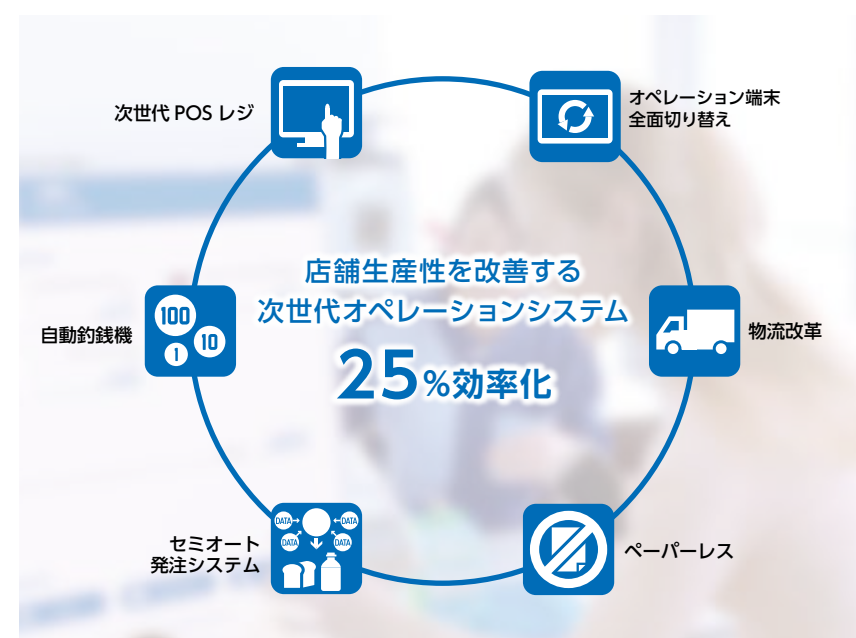 次世代 POS レジ
オペレーション端末
全面切り替え
店舗生産性を改善する
次世代オペレーションシステム
25%効率化
自動釣銭機
100
10
1
物流改革
セミオート
発注システム
DATA
DATA
DATA
DATA
ペーパーレス